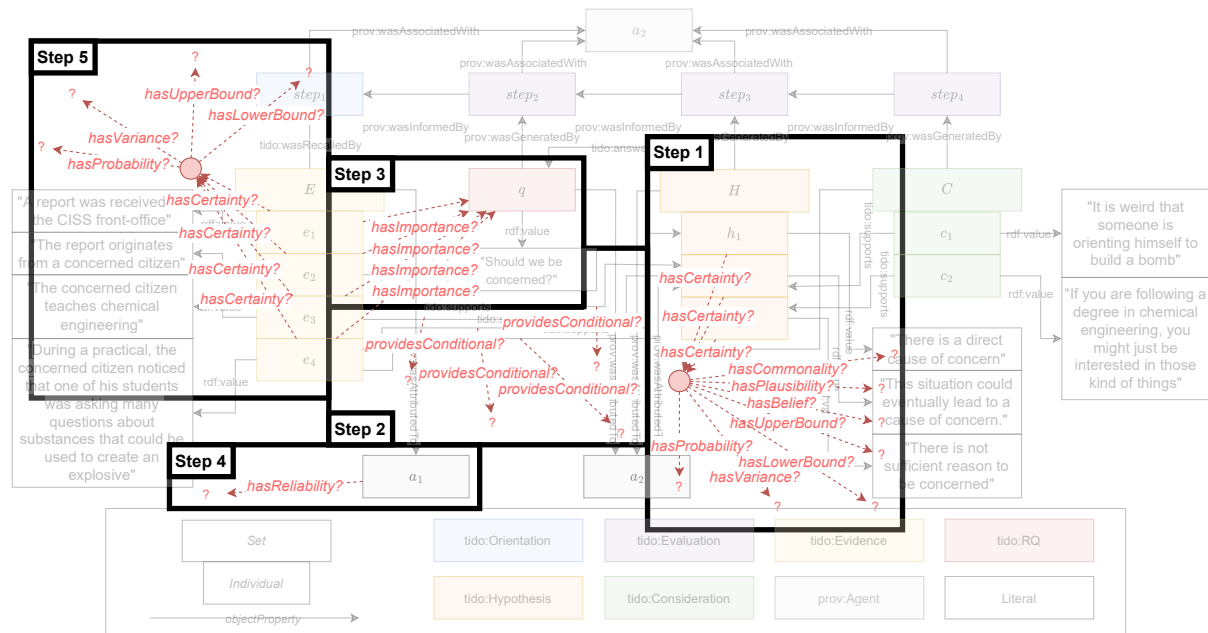 prov:wasAssociatedWith
a2
prov:wasAssociatedWith
Step 5
prov:wasAssociatedWith
prov:wasAssociatedWith
?
?
?
hasUpperBound?
hasLowerBound?
step1
step2
step3
step4
hasVariance?
prov:wasInformedBy
prov:wasInformedBy
prov:wasInformedBy
prov:wasGeneratedBy
prov:wasGeneratedBy
tido:wasRecalledBy
?
hasProbability?
Step 3
Step 1
E
q
H
C
hasCertainty?
hasCertainty?
hasCertainty?
hasCertainty?
"A report was received
the CISS front-office"
rdf:value
"The report originates
from a concerned citizen"
"The concerned citizen
teaches chemical
engineering"
"During a practical, the
concerned citizen noticed
that one of his students
was asking many
questions about
substances that could be
used to create an
explosive"
rdf:value
e1
e2
e3
e4
hasImportance?
hasImportance?
hasImportance?
hasImportance?
rdf:value
"Should we be
concerned?"
h1
c1
c2
tido:supports
tido:supports
rdf:value
rdf:value
"It is weird that
someone is
orienting himself to
build a bomb"
"If you are following a
degree in chemical
engineering, you
might just be
interested in those
kind of things"
tido:supports
providesConditional?
providesConditional?
providesConditional?
providesConditional?
?
?
?
?
hasCertainty?
hasCertainty?
hasCertainty?
rdf:value
"There is a direct
cause of concern"
"This situation could
eventually lead to a
cause of concern."
"There is not
sufficient reason to
be concerned"
hasCommonality?
hasPlausibility?
hasBelief?
hasUpperBound?
hasProbability?
hasLowerBound?
hasVariance?
?
?
?
?
?
?
?
Step 2
Step 4
?
hasReliability?
a1
a2
Set
Individual
objectProperty
tido:Orientation
tido:Evaluation
tido:Evidence
tido:RQ
tido:Hypothesis
tido:Consideration
prov:Agent
Literal